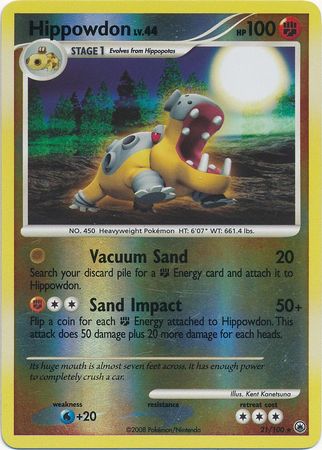 Hippowdon LV.44 HP 100
STAGE 1 Evolves from Hippopotas
NO. 450 Heavyweight Pokémon HT: 6'07" WT: 661.4 lbs.
Vacuum Sand 20
Search your discard pile for a Energy card and attach it to
Hippowdon.
Sand Impact 50+
Flip a coin for each Energy attached to Hippowdon. This
attack does 50 damage plus 20 more damage for each heads.
Its huge mouth is almost seven feet across. It has enough power
to completely crush a car.
Illus. Kent Kanetsuna
weakness resistance retreat cost
+20
©2008 Pokémon/Nintendo 21/100 ★